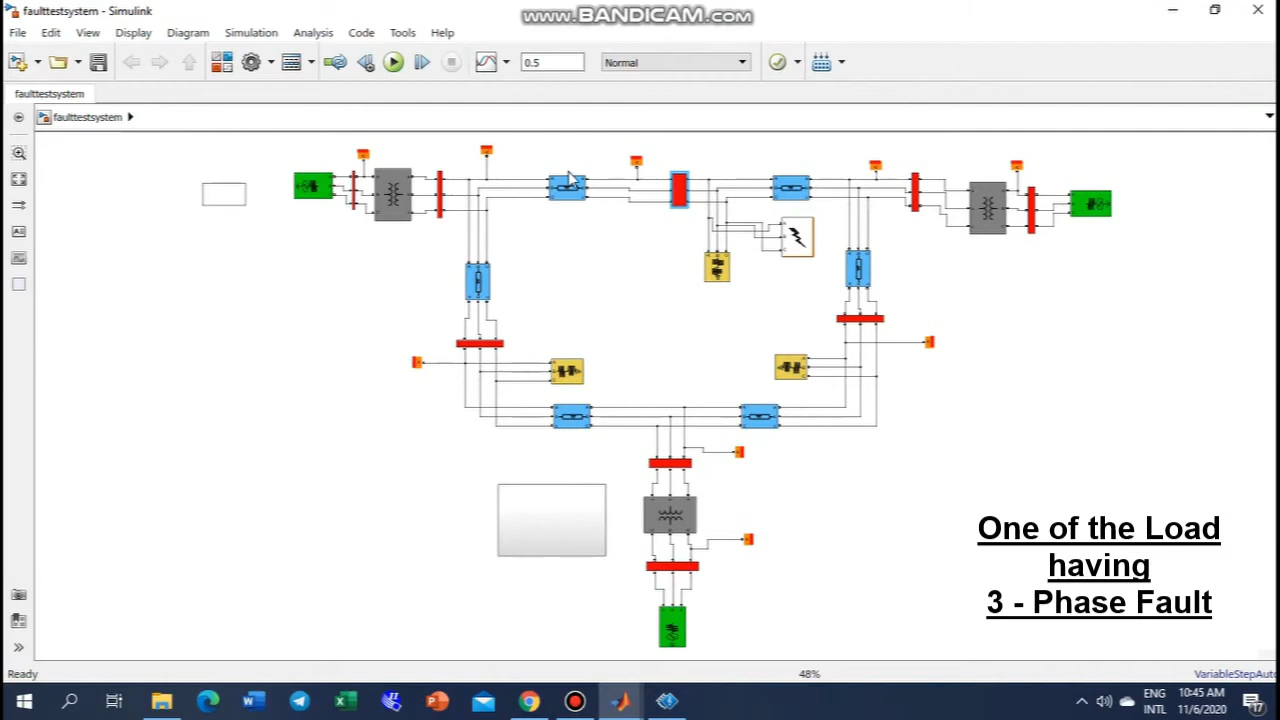 faulttestsystem - Simulink
www.BANDICAM.com
File Edit View Display Diagram Simulation Analysis Code Tools Help
0.5 Normal
faulttestsystem
faulttestsystem
One of the Load
having
3 - Phase Fault
Ready 48% VariableStepAuto
ENG 10:45 AM
INTL 11/6/2020 17